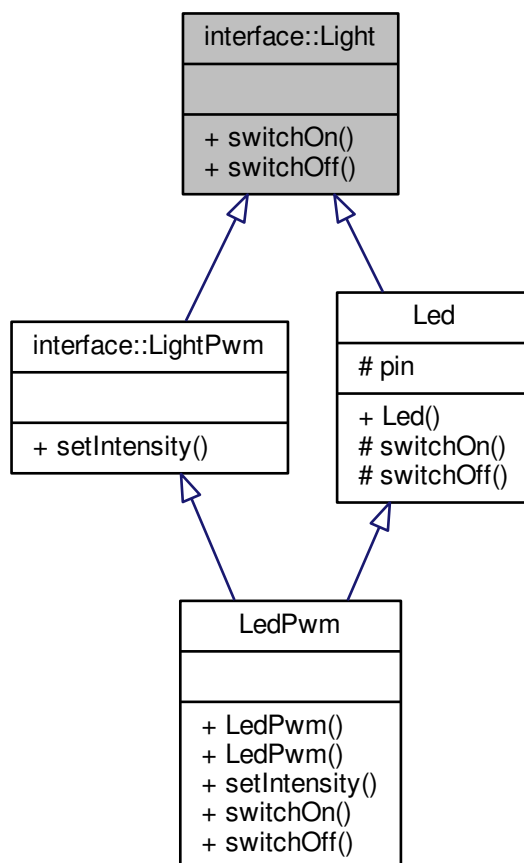 interface::Light
+ switchOn()
+ switchOff()
interface::LightPwm
+ setIntensity()
Led
# pin
+ Led()
# switchOn()
# switchOff()
LedPwm
+ LedPwm()
+ LedPwm()
+ setIntensity()
+ switchOn()
+ switchOff()